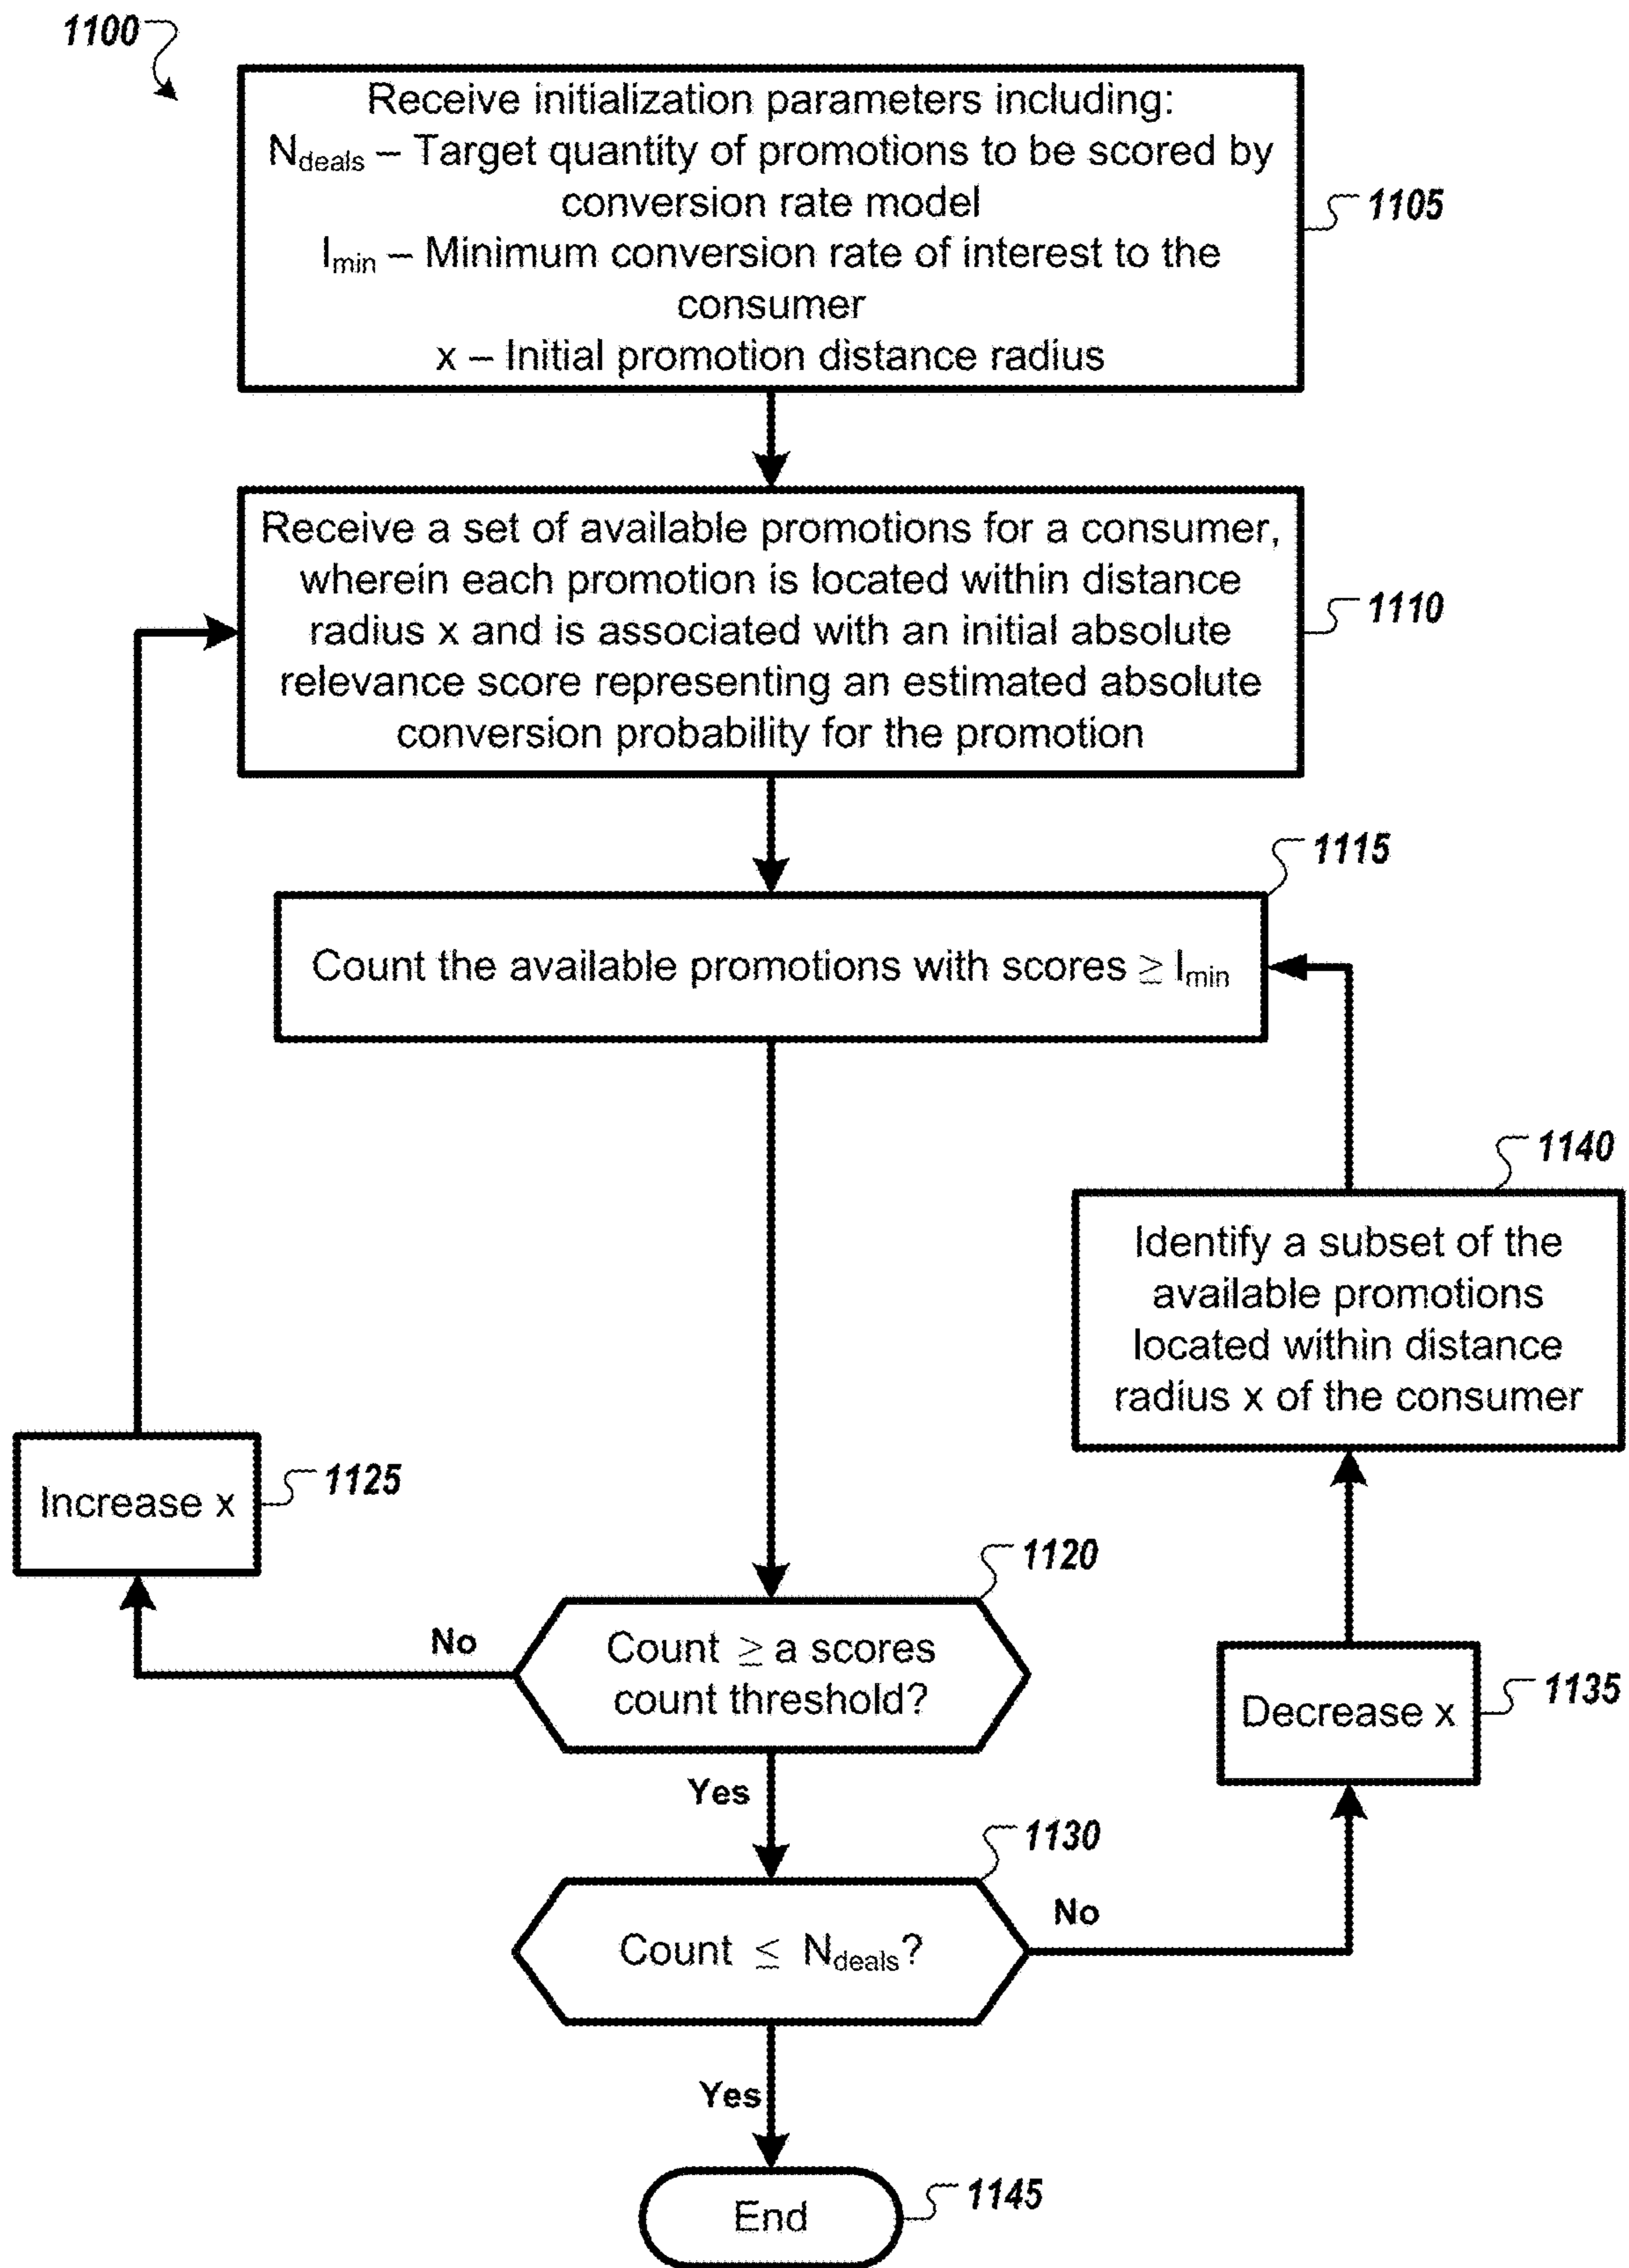 1100
Receive initialization parameters including:
N_deals – Target quantity of promotions to be scored by
conversion rate model
I_min – Minimum conversion rate of interest to the
consumer
x – Initial promotion distance radius
1105
Receive a set of available promotions for a consumer,
wherein each promotion is located within distance
radius x and is associated with an initial absolute
relevance score representing an estimated absolute
conversion probability for the promotion
1110
1115
Count the available promotions with scores ≥ I_min
1140
Identify a subset of the
available promotions
located within distance
radius x of the consumer
Increase x
1125
1120
Count ≥ a scores
count threshold?
No
Yes
Decrease x
1135
1130
Count ≤ N_deals?
No
Yes
End
1145